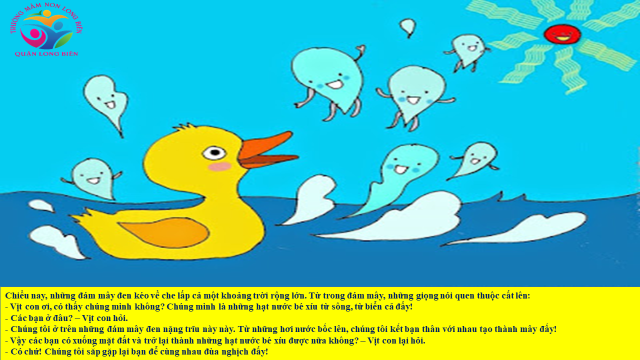 TRƯỜNG MẦM NON LONG BIÊN
QUẬN LONG BIÊN
Chiều nay, những đám mây đen kéo về che lấp cả một khoảng trời rộng lớn. Từ trong đám mây, những giọng nói quen thuộc cất lên:
- Vịt con ơi, có thấy chúng mình không? Chúng mình là những hạt nước bé xíu từ sông, từ biển cả đây!
- Các bạn ở đâu? – Vịt con hỏi.
- Chúng tôi ở trên những đám mây đen nặng trĩu này này. Từ những hơi nước bốc lên, chúng tôi kết bạn thân với nhau tạo thành mây đấy!
- Vậy các bạn có xuống mặt đất và trở lại thành những hạt nước bé xíu được nữa không? – Vịt con lại hỏi.
- Có chứ! Chúng tôi sắp gặp lại bạn để cùng nhau đùa nghịch đấy!